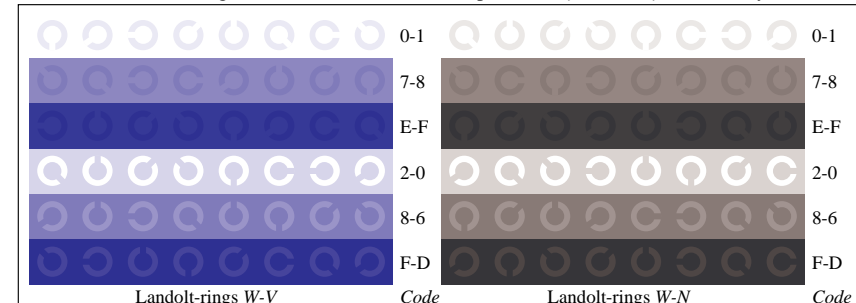 0-1 0-1
7-8 7-8
E-F E-F
2-0 2-0
8-6 8-6
F-D F-D
Landolt-rings W-V Code Landolt-rings W-N Code